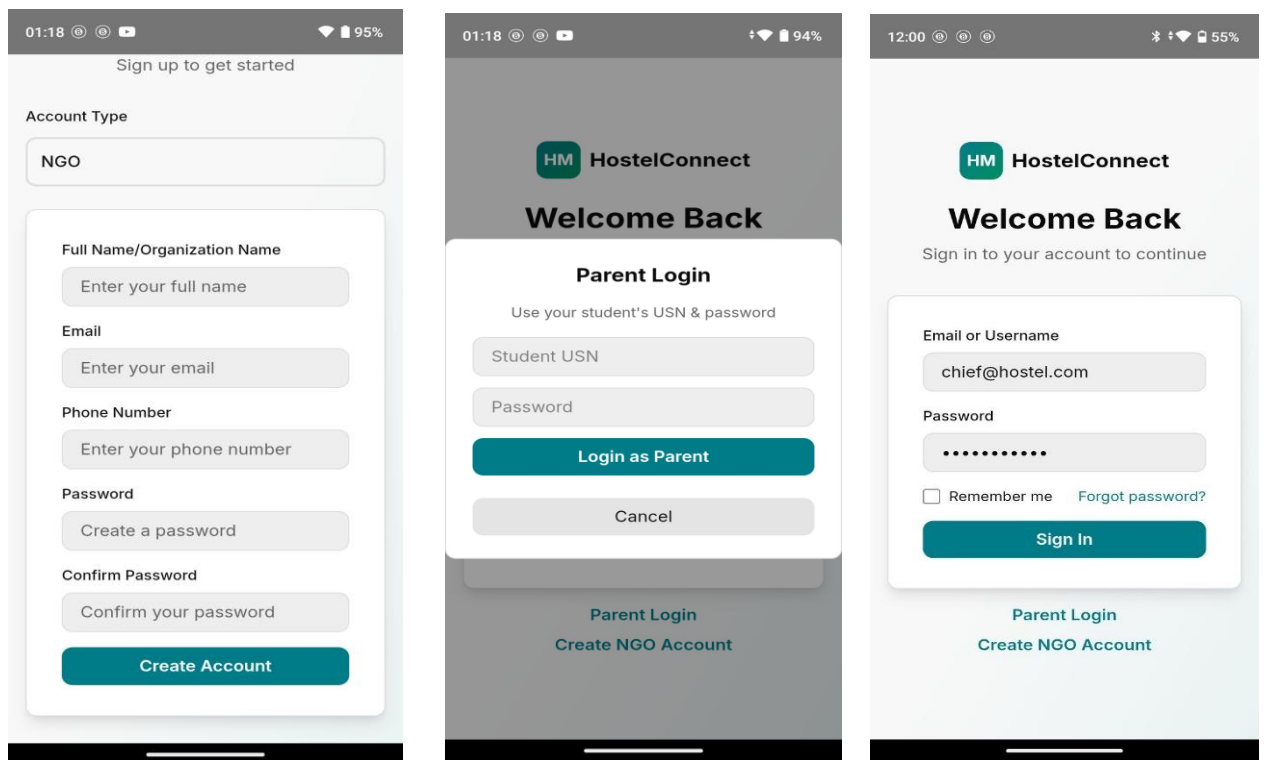 01:18 95%
Sign up to get started
Account Type
NGO
Full Name/Organization Name
Enter your full name
Email
Enter your email
Phone Number
Enter your phone number
Password
Create a password
Confirm Password
Confirm your password
Create Account
01:18 94%
HM HostelConnect
Welcome Back
Parent Login
Use your student's USN & password
Student USN
Password
Login as Parent
Cancel
Parent Login
Create NGO Account
12:00 55%
HM HostelConnect
Welcome Back
Sign in to your account to continue
Email or Username
chief@hostel.com
Password
•••••••••••
Remember me Forgot password?
Sign In
Parent Login
Create NGO Account